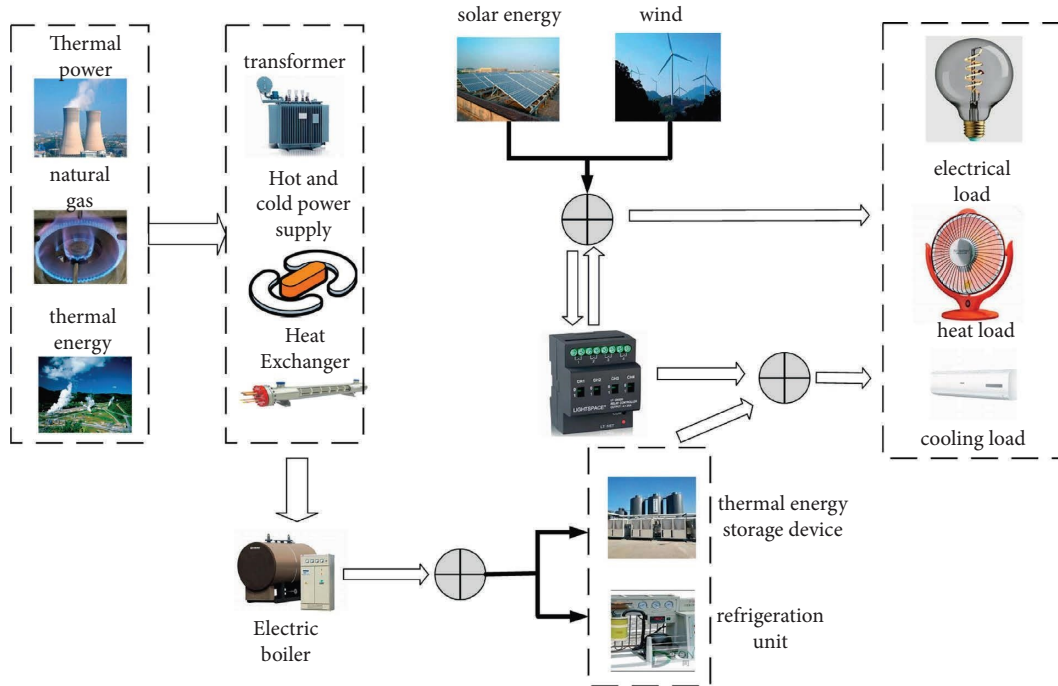 Thermal
power
natural
gas
thermal
energy
transformer
Hot and
cold power
supply
Heat
Exchanger
Electric
boiler
solar energy
wind
LIGHTSPACE
thermal energy
storage device
refrigeration
unit
electrical
load
heat load
cooling load